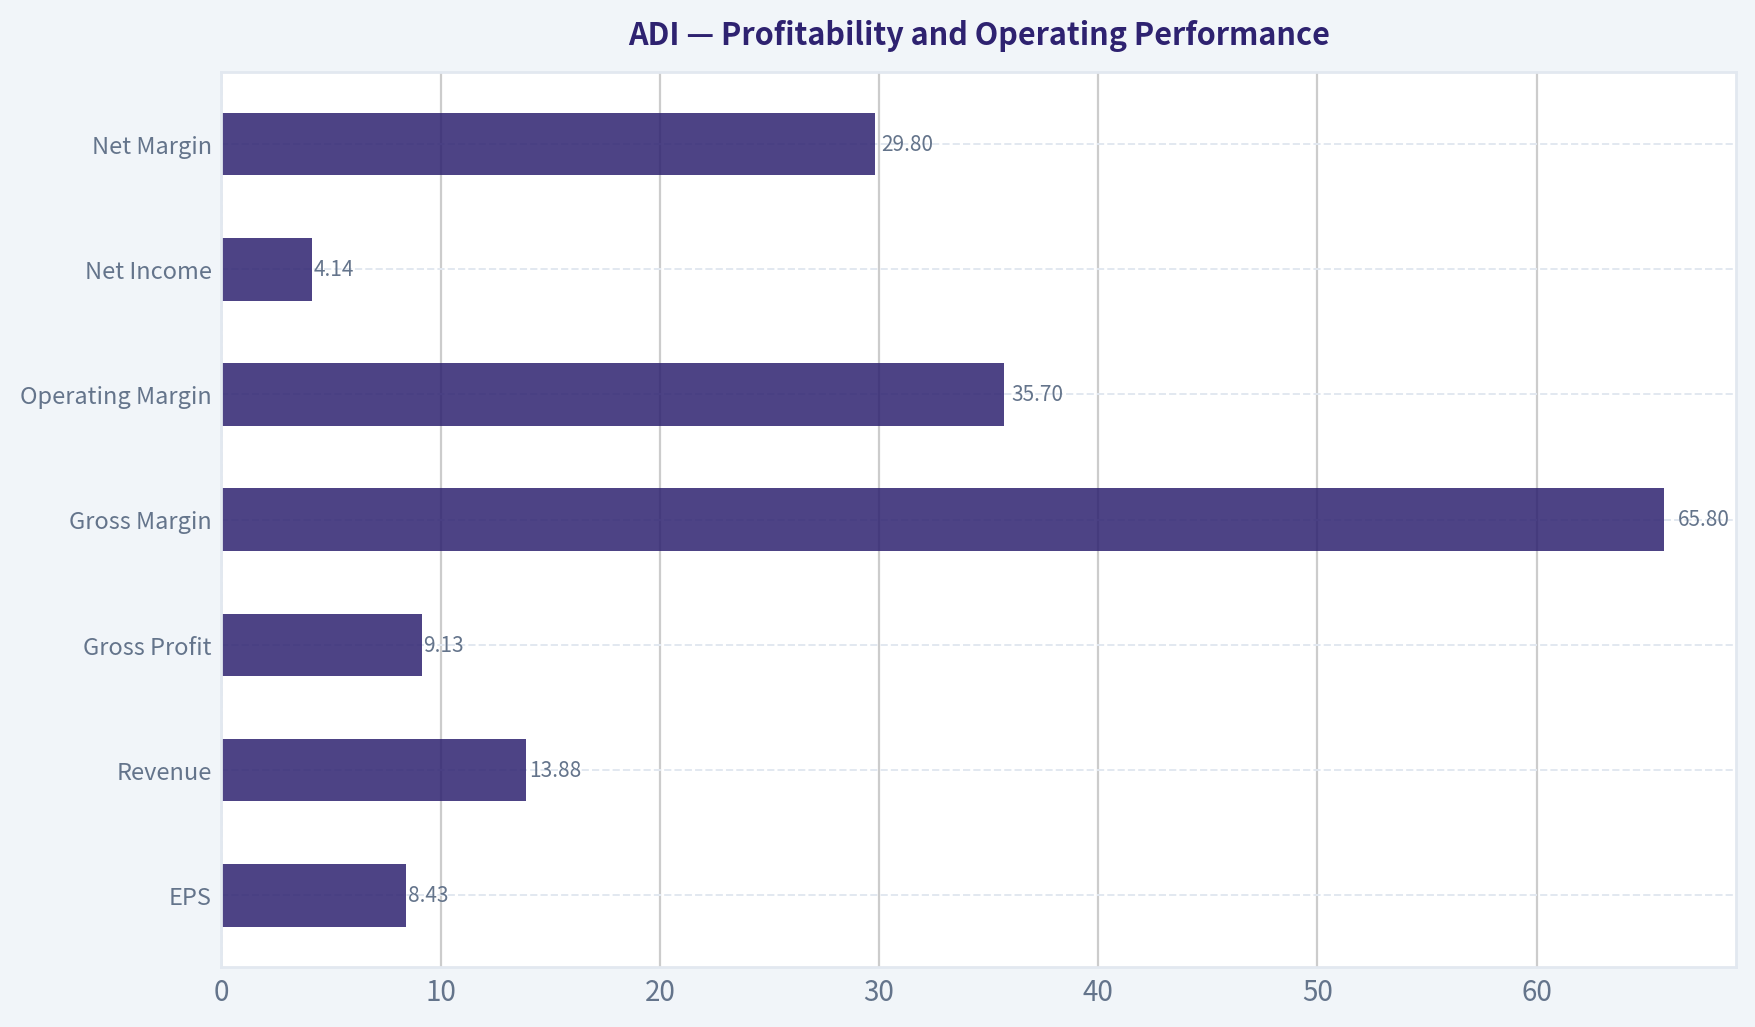 ADI — Profitability and Operating Performance
Net Margin 29.80
Net Income 4.14
Operating Margin 35.70
Gross Margin 65.80
Gross Profit 9.13
Revenue 13.88
EPS 8.43
0 10 20 30 40 50 60